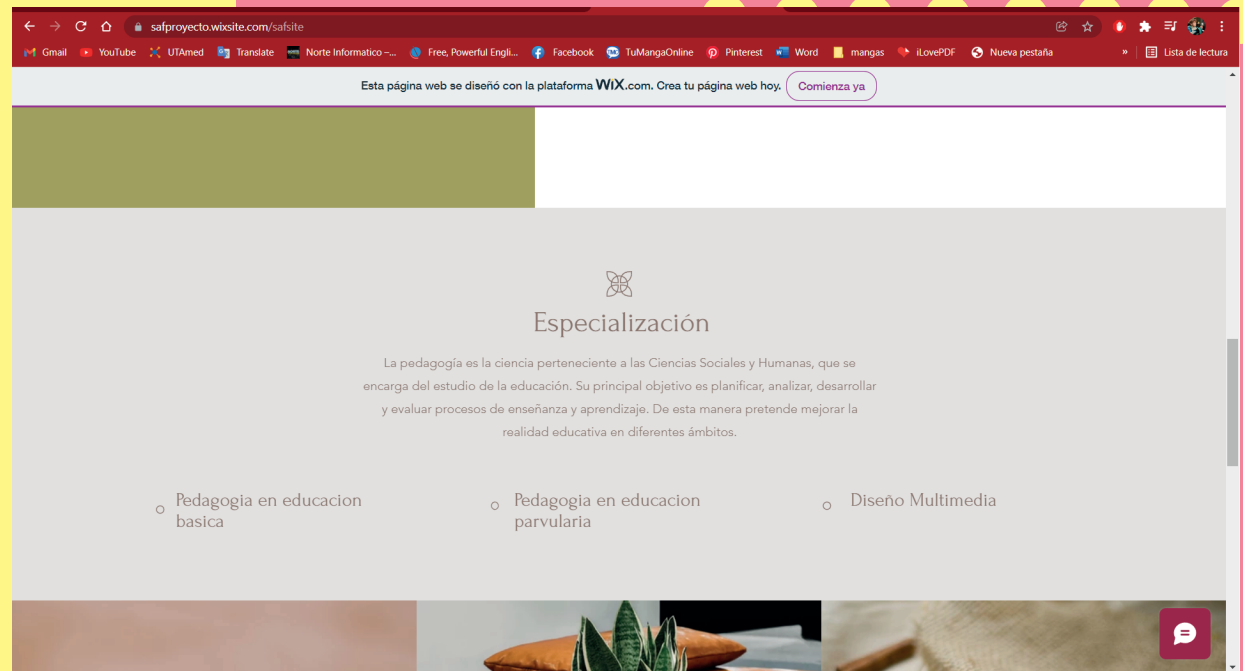 safproyecto.wixsite.com/safsite
Gmail YouTube UTAmed Translate Norte Informatico –... Free, Powerful Engli... Facebook TuMangaOnline Pinterest Word mangas iLovePDF Nueva pestaña » Lista de lectura
Esta página web se diseñó con la plataforma WiX.com. Crea tu página web hoy. Comienza ya
Especialización
La pedagogía es la ciencia perteneciente a las Ciencias Sociales y Humanas, que se
encarga del estudio de la educación. Su principal objetivo es planificar, analizar, desarrollar
y evaluar procesos de enseñanza y aprendizaje. De esta manera pretende mejorar la
realidad educativa en diferentes ámbitos.
Pedagogia en educacion
basica
Pedagogia en educacion
parvularia
Diseño Multimedia